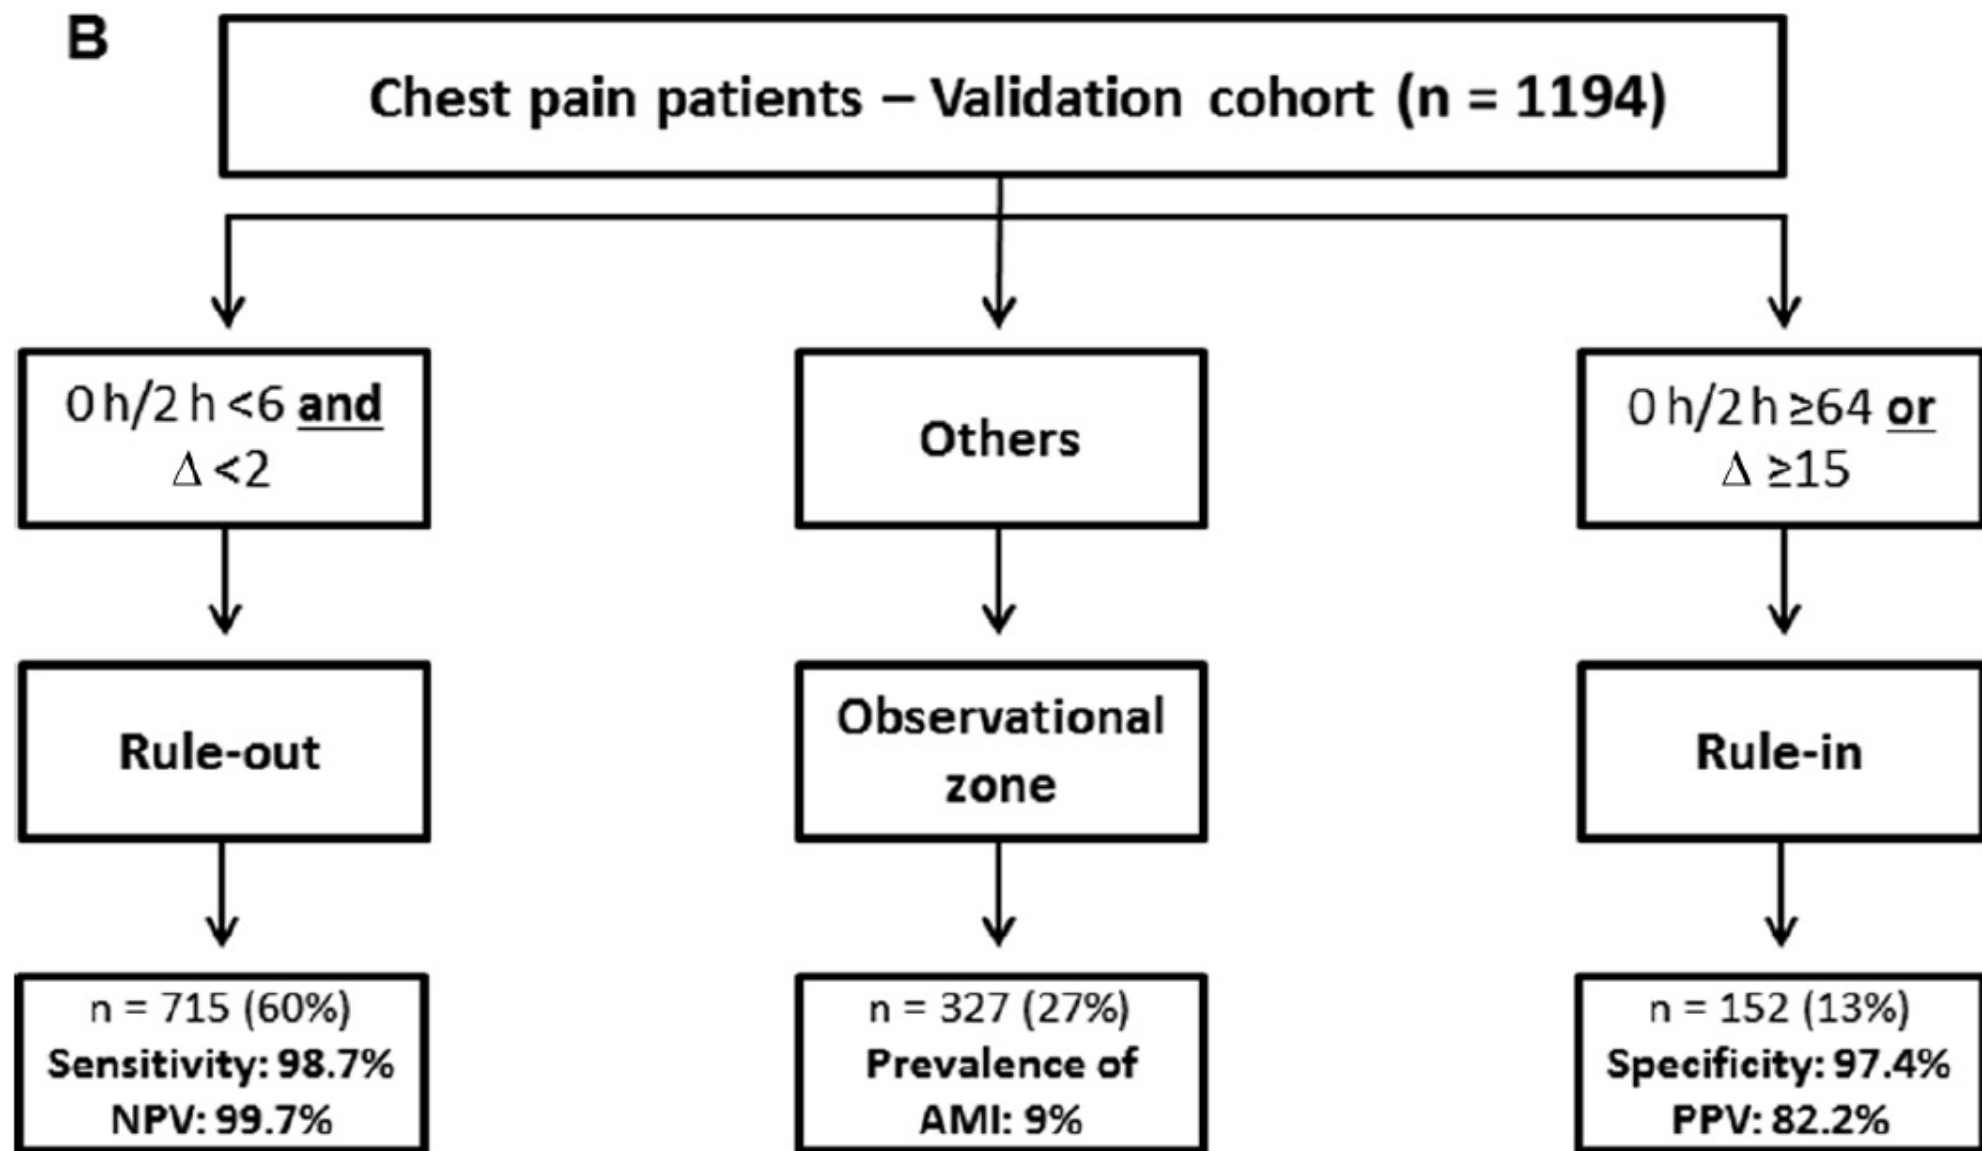 B
Chest pain patients – Validation cohort (n = 1194)
0 h/2 h <6 and
Δ <2
Others
0 h/2 h ≥64 or
Δ ≥15
Rule-out
Observational
zone
Rule-in
n = 715 (60%)
Sensitivity: 98.7%
NPV: 99.7%
n = 327 (27%)
Prevalence of
AMI: 9%
n = 152 (13%)
Specificity: 97.4%
PPV: 82.2%